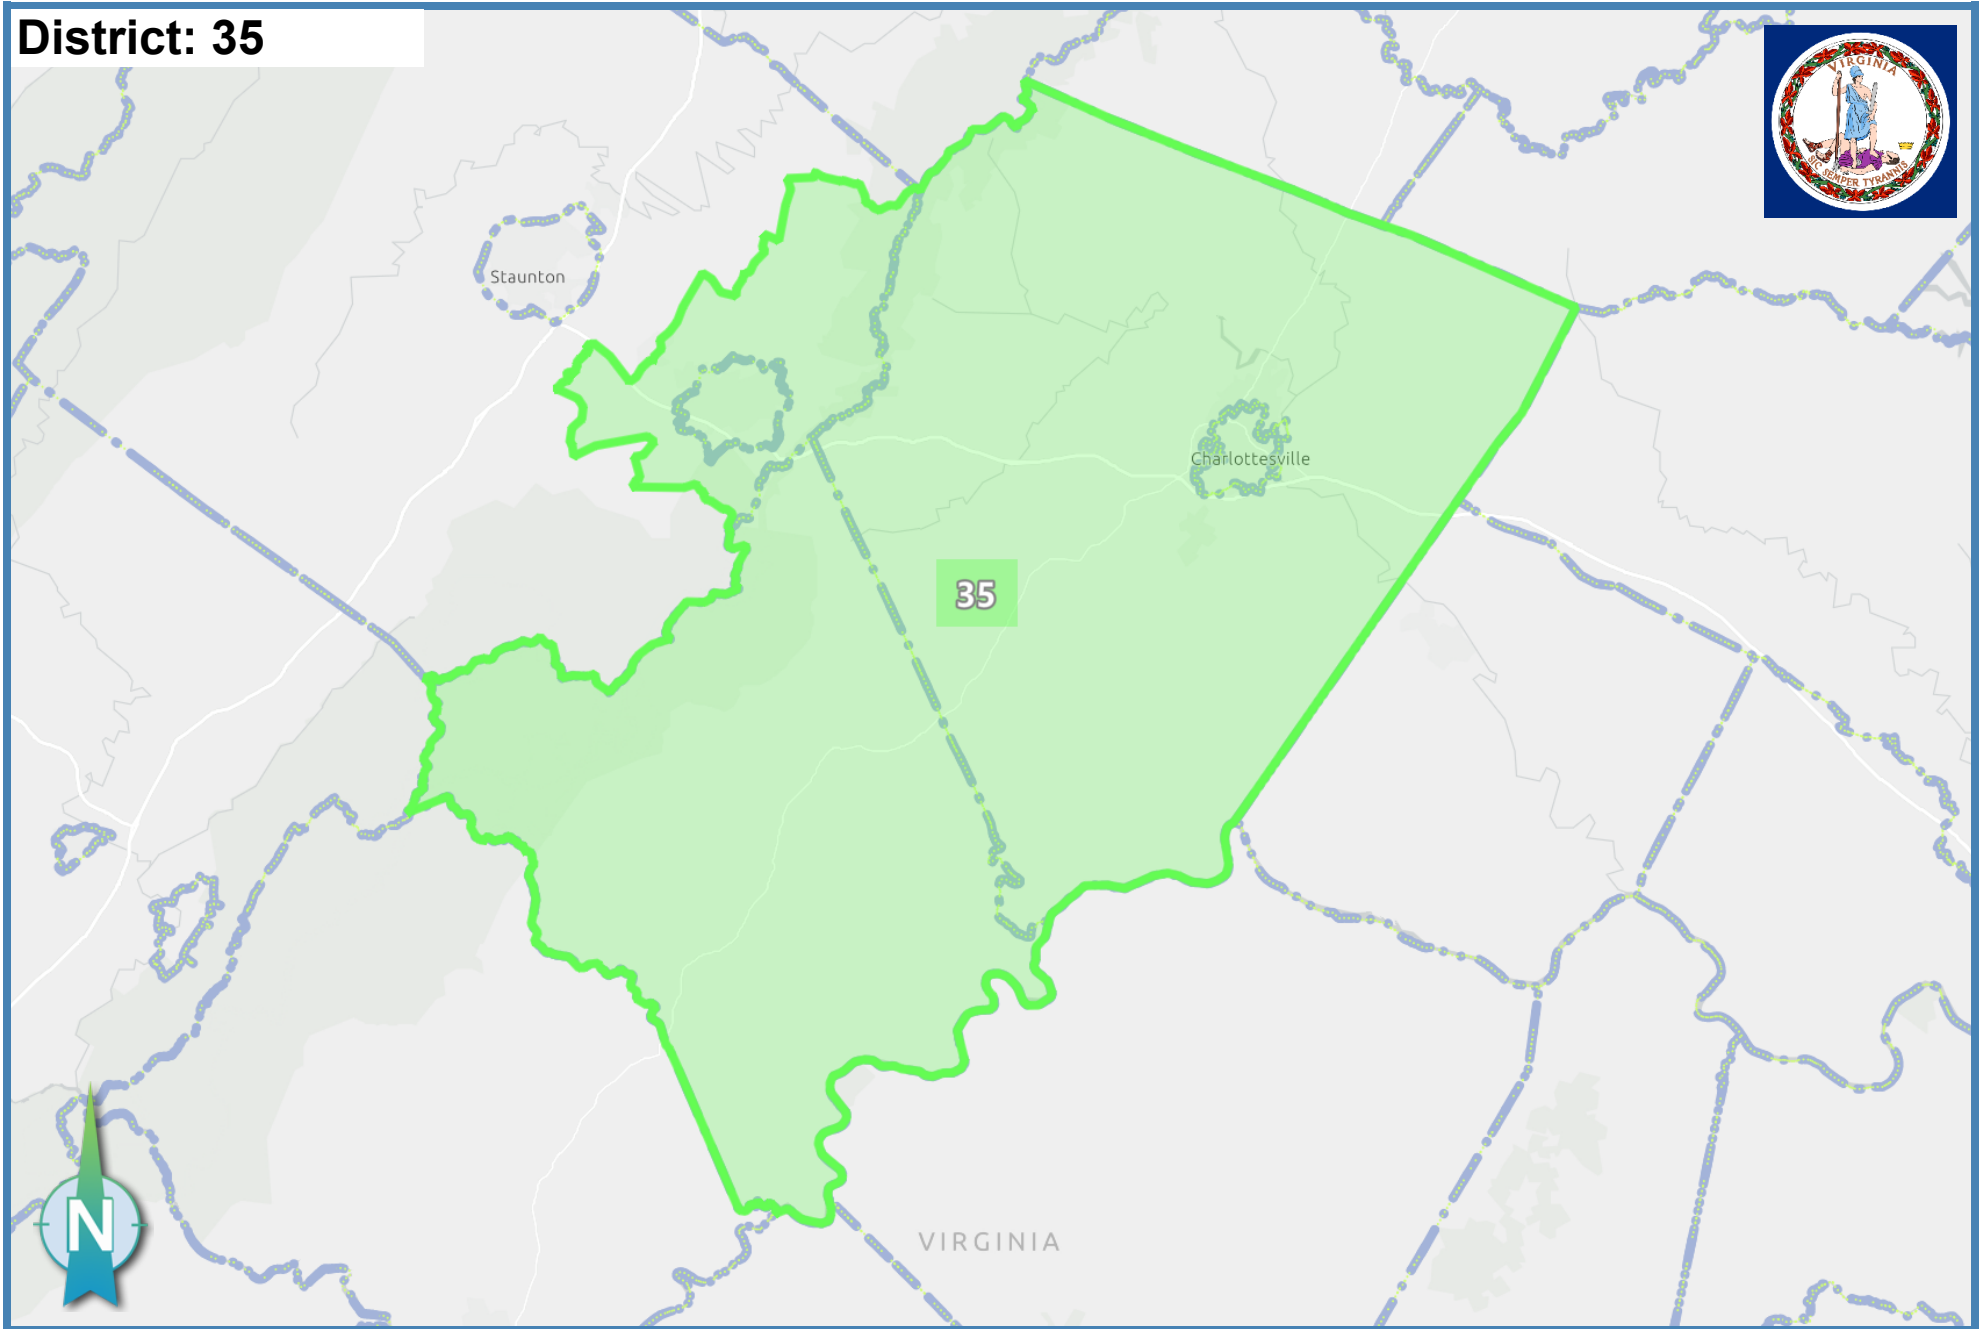 District: 35
VIRGINIA
SIC SEMPER TYRANNIS
Staunton
Charlottesville
35
N
VIRGINIA